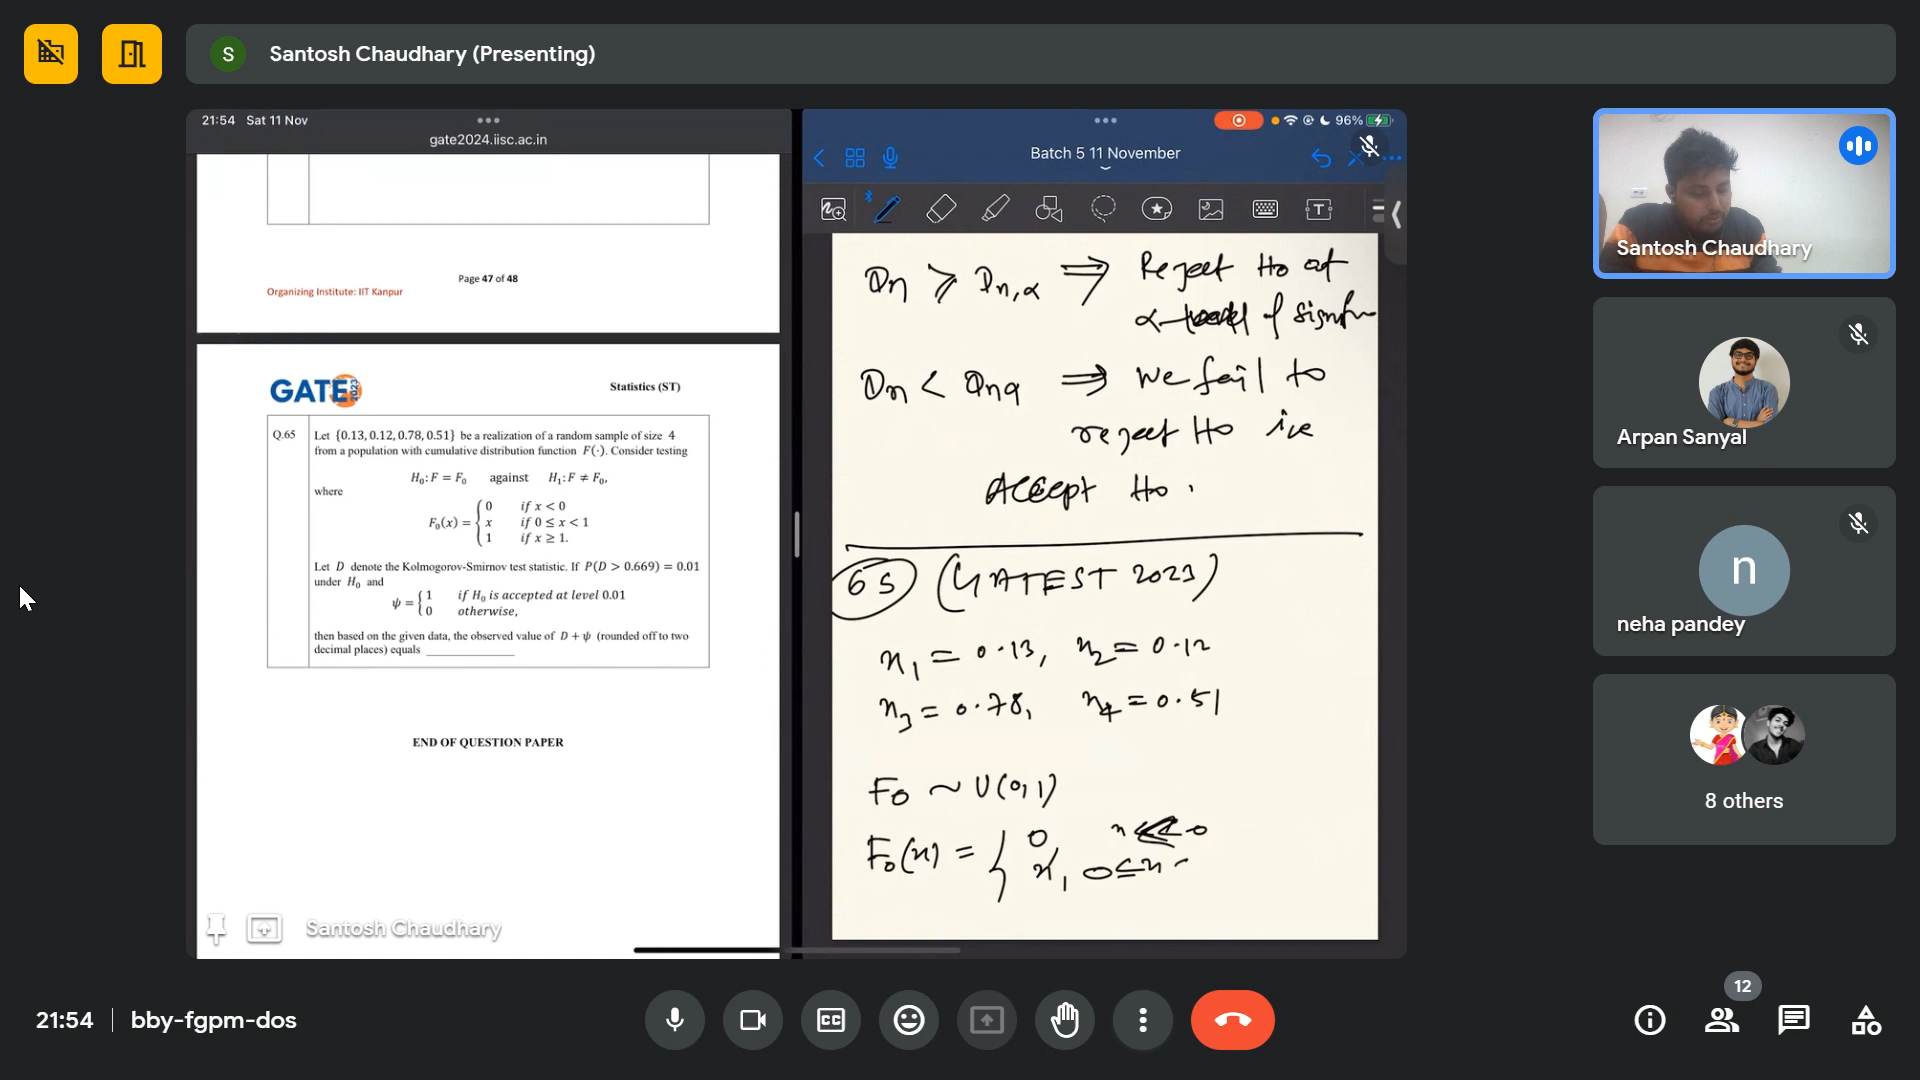 S Santosh Chaudhary (Presenting)
21:54 Sat 11 Nov
gate2024.iisc.ac.in
Page 47 of 48
Organizing Institute: IIT Kanpur
GATE 2023
Statistics (ST)
Q.65 Let {0.13, 0.12, 0.78, 0.51} be a realization of a random sample of size 4
from a population with cumulative distribution function F(·). Consider testing
H₀: F = F₀ against H₁: F ≠ F₀,
where
F₀(x) = { 0 if x < 0
x if 0 ≤ x < 1
1 if x ≥ 1.
Let D denote the Kolmogorov-Smirnov test statistic. If P(D > 0.669) = 0.01
under H₀ and
ψ = { 1 if H₀ is accepted at level 0.01
0 otherwise,
then based on the given data, the observed value of D + ψ (rounded off to two
decimal places) equals ____________
END OF QUESTION PAPER
Santosh Chaudhary
96%
Batch 5 11 November
Dn ≥ Dn,α ⟹ Reject Ho at
α-level of
Dn < Dnα ⟹ We fail to
reject Ho i.e
Accept Ho.
65 (GATEST 2023)
x₁ = 0.13, x₂ = 0.12
x₃ = 0.78, x₄ = 0.51
F₀ ~ U(0,1)
F₀(x) = { 0 x < 0
x, 0 ≤ x
Santosh Chaudhary
Arpan Sanyal
n
neha pandey
8 others
21:54 | bby-fgpm-dos
CC
12